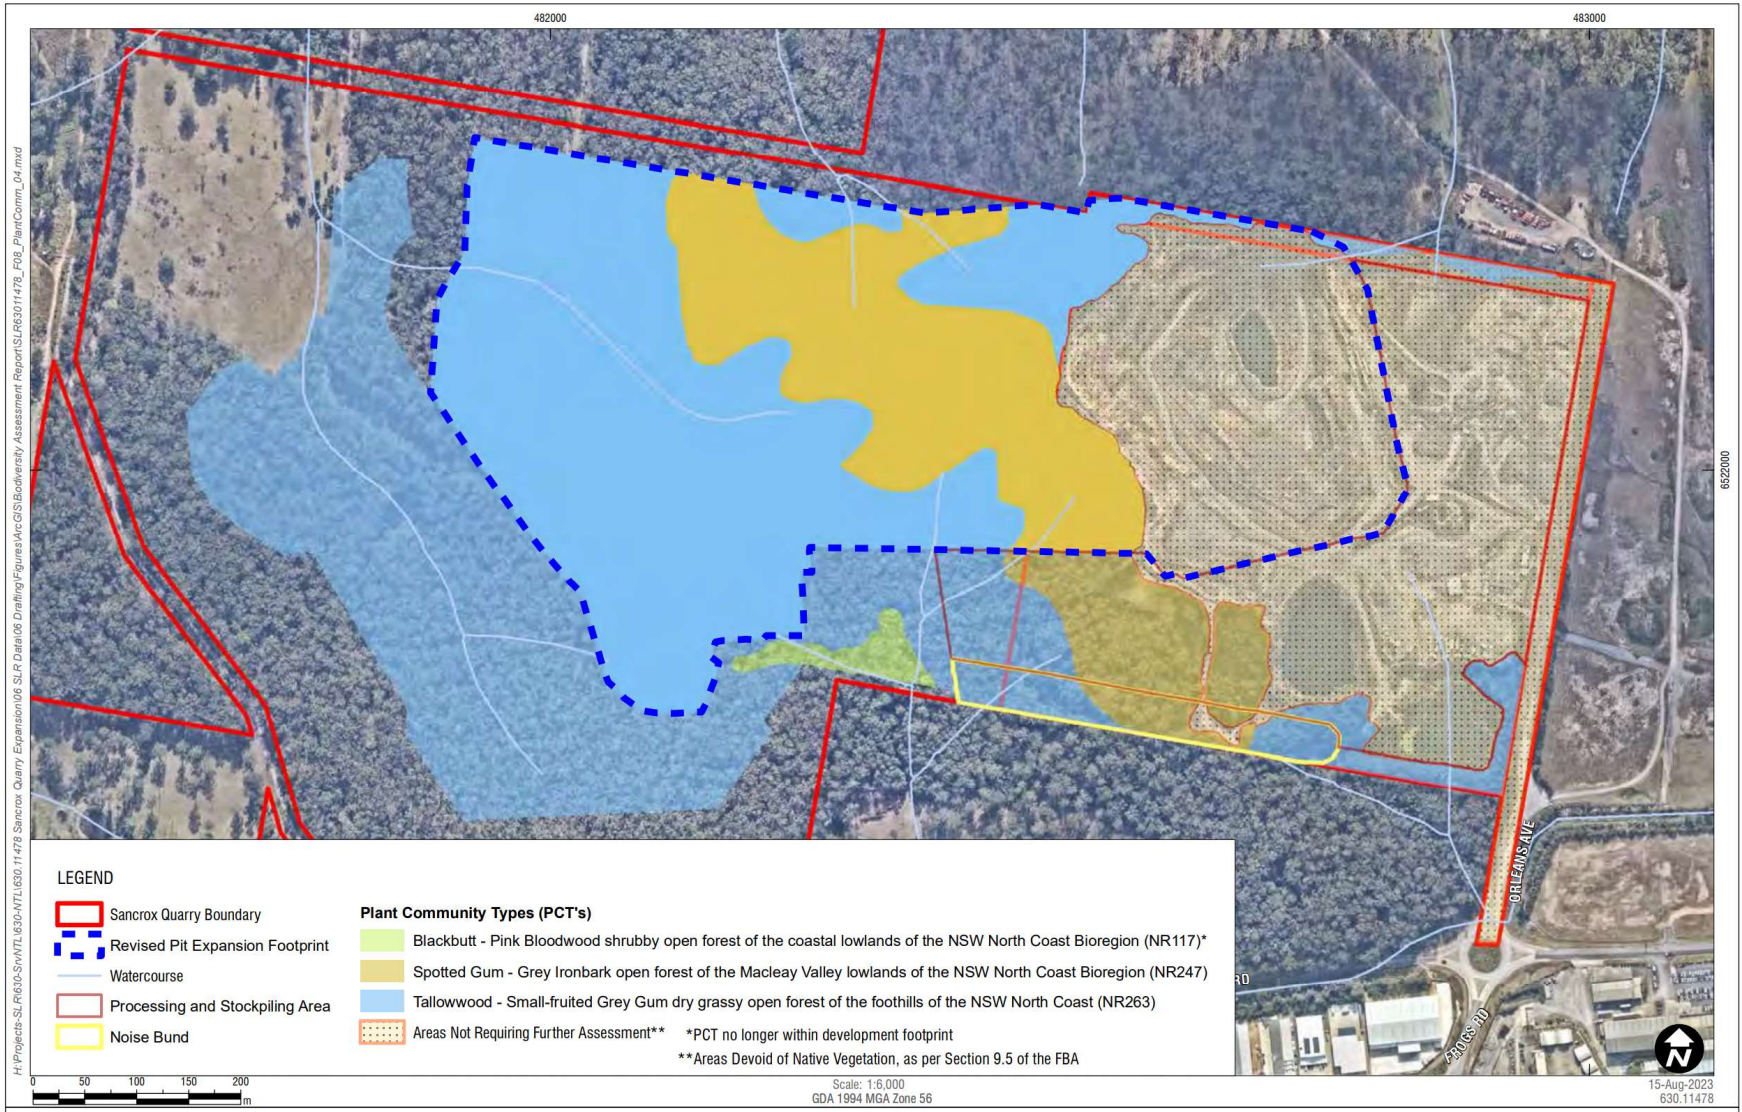 482000
483000
6522000
H:\Projects-SLR\630-SrvNTL\630-NTL\630.11478 Sancrox Quarry Expansion\06 SLR Data\06 Drafting\Figures\ArcGIS\Biodiversity Assessment Report\SLR63011478_F08_PlantComm_04.mxd
ORLEANS AVE
RD
FROGS RD
LEGEND
Sancrox Quarry Boundary
Revised Pit Expansion Footprint
Watercourse
Processing and Stockpiling Area
Noise Bund
Plant Community Types (PCT's)
Blackbutt - Pink Bloodwood shrubby open forest of the coastal lowlands of the NSW North Coast Bioregion (NR117)*
Spotted Gum - Grey Ironbark open forest of the Macleay Valley lowlands of the NSW North Coast Bioregion (NR247)
Tallowwood - Small-fruited Grey Gum dry grassy open forest of the foothills of the NSW North Coast (NR263)
Areas Not Requiring Further Assessment** *PCT no longer within development footprint
**Areas Devoid of Native Vegetation, as per Section 9.5 of the FBA
N
0 50 100 150 200
m
Scale: 1:6,000
GDA 1994 MGA Zone 56
15-Aug-2023
630.11478